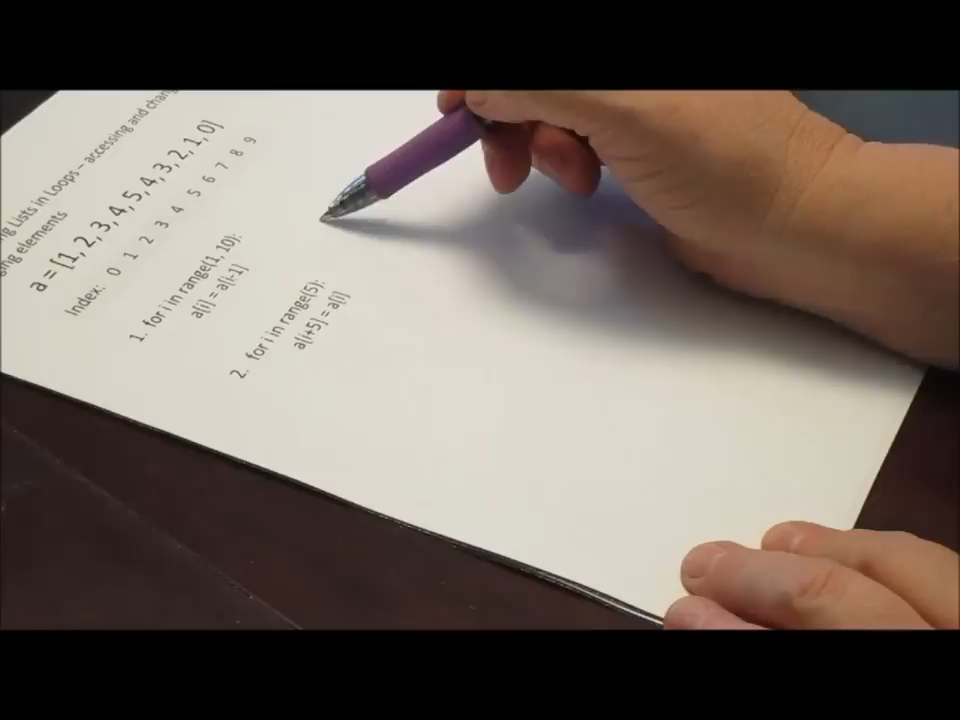 Lists in Loops – accessing and
elements
a = [1, 2, 3, 4, 5, 4, 3, 2, 1, 0]
Index: 0 1 2 3 4 5 6 7 8 9
1. for i in range(1, 10):
a[i] = a[i-1]
2. for i in range(5):
a[i+5] = a[i]